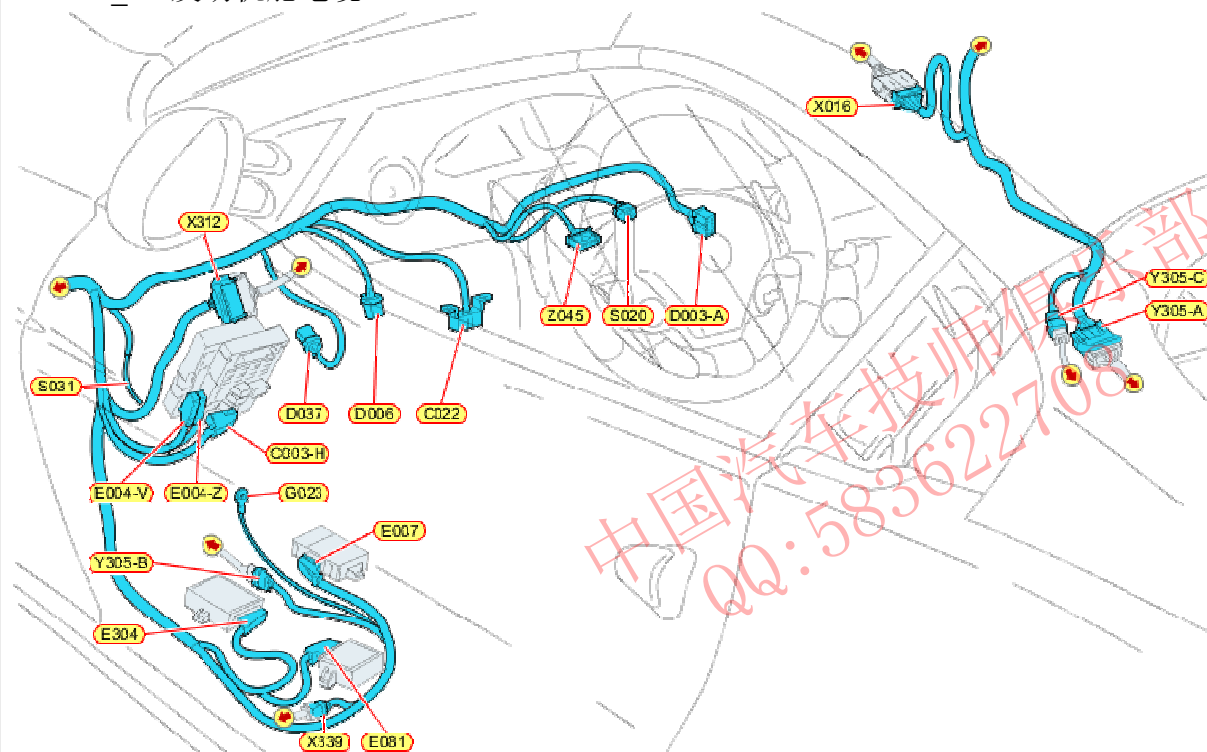 X016
X312
Y305-C
Z045
S020
D003-A
Y305-A
S031
D037
D006
C022
C003-H
E004-V
E004-Z
G023
E007
Y305-B
E304
X339
E081
中国汽车技师俱乐部
QQ:583622708